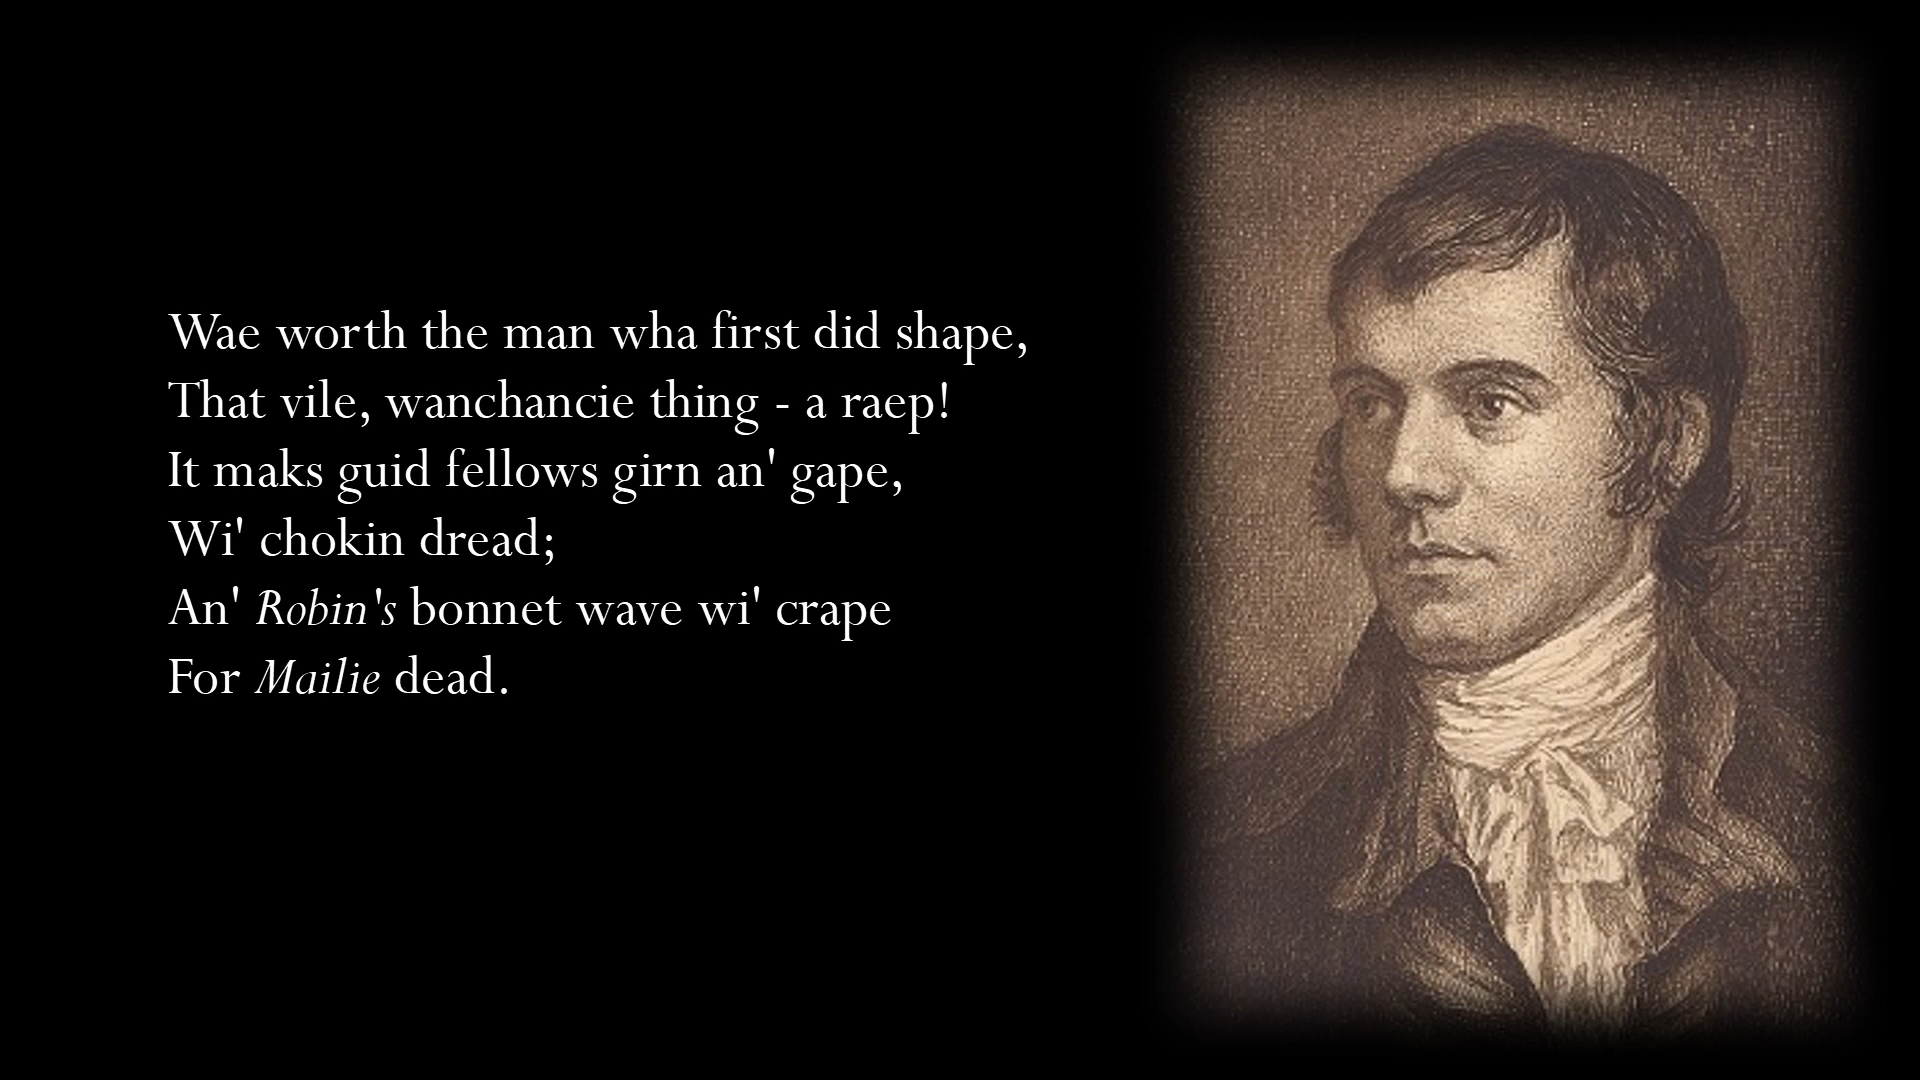 Wae worth the man wha first did shape,
That vile, wanchancie thing - a raep!
It maks guid fellows girn an' gape,
Wi' chokin dread;
An' Robin's bonnet wave wi' crape
For Mailie dead.